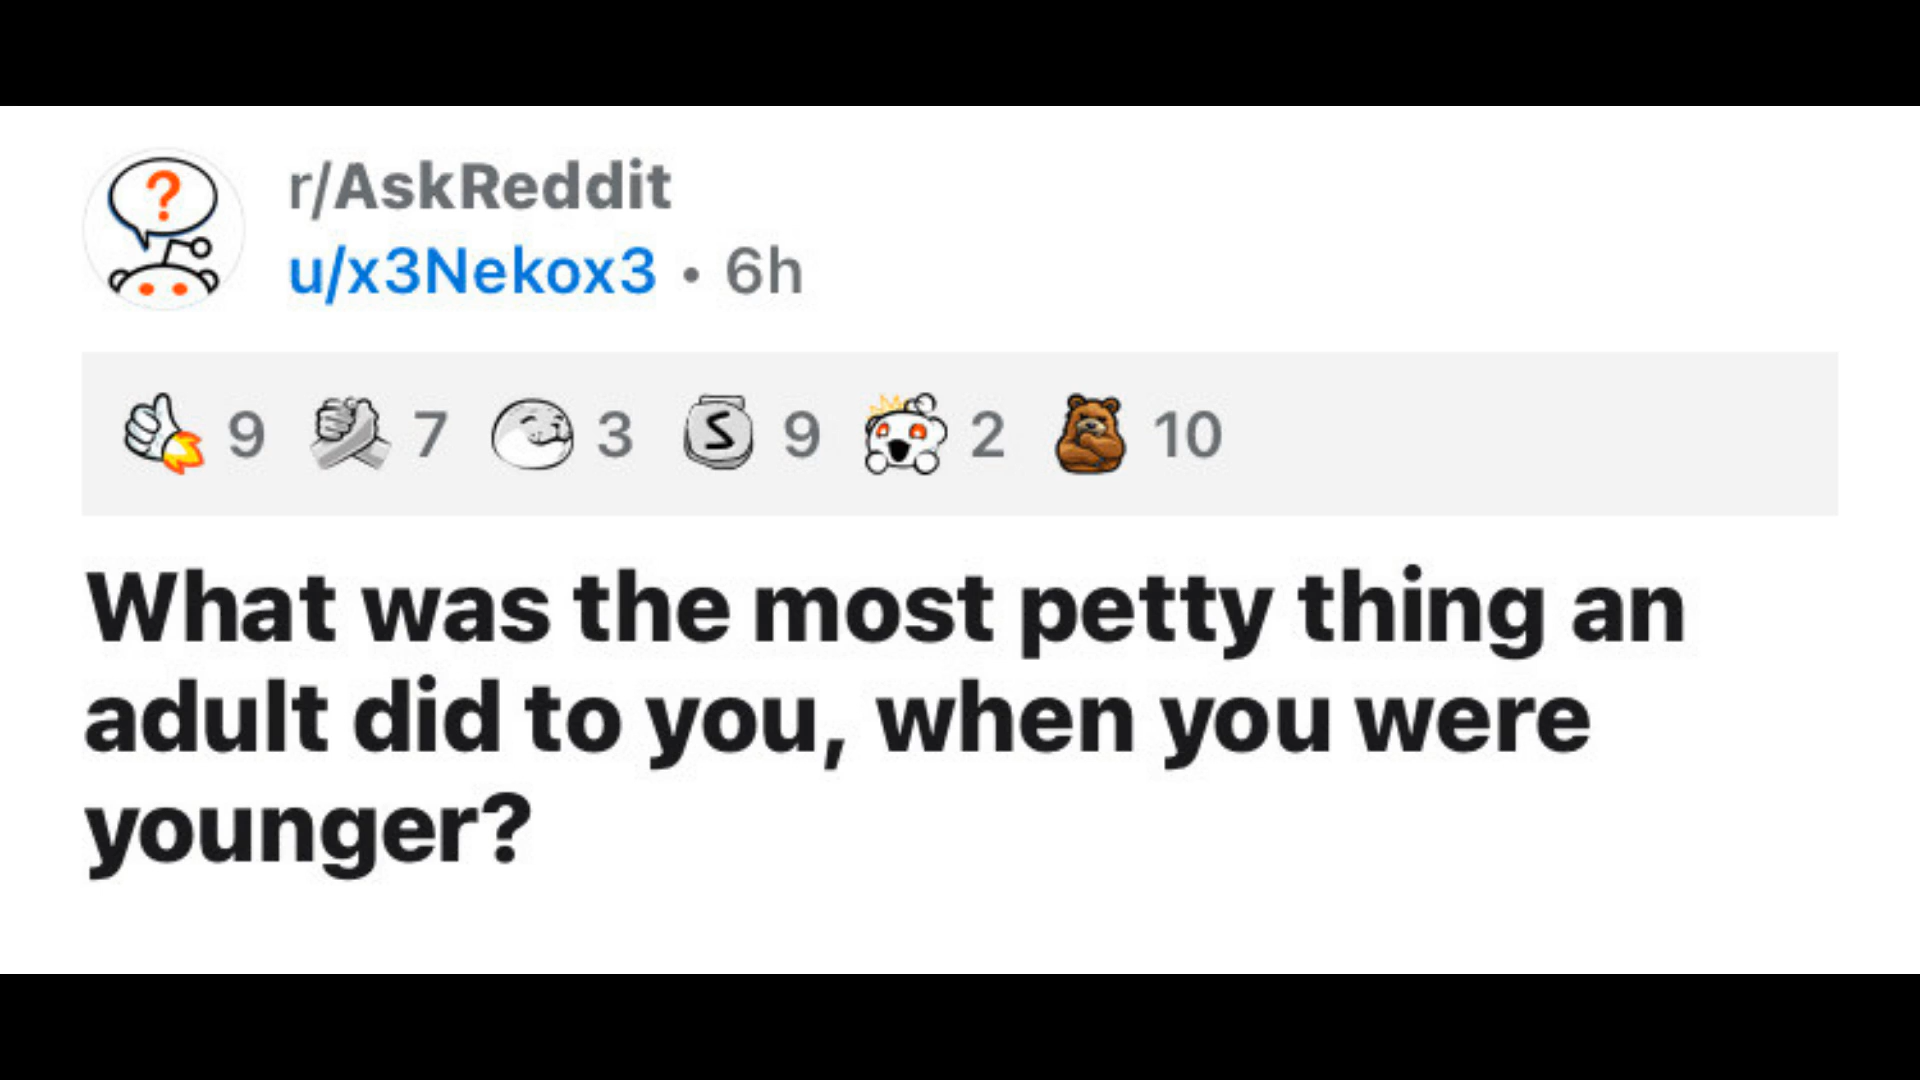 ?
r/AskReddit
u/x3Nekox3 • 6h
9 7 3 S 9 2 10
What was the most petty thing an
adult did to you, when you were
younger?